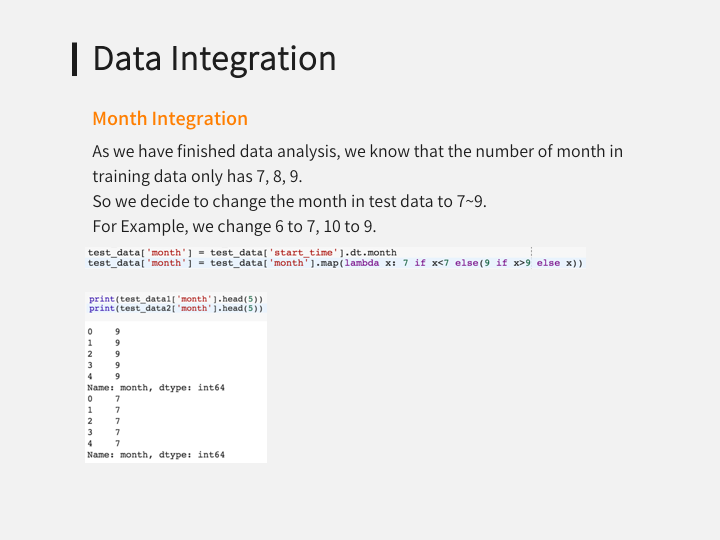 Data Integration
Month Integration
As we have finished data analysis, we know that the number of month in
training data only has 7, 8, 9.
So we decide to change the month in test data to 7~9.
For Example, we change 6 to 7, 10 to 9.
test_data['month'] = test_data['start_time'].dt.month
test_data['month'] = test_data['month'].map(lambda x: 7 if x<7 else(9 if x>9 else x))
print(test_data1['month'].head(5))
print(test_data2['month'].head(5))
0    9
1    9
2    9
3    9
4    9
Name: month, dtype: int64
0    7
1    7
2    7
3    7
4    7
Name: month, dtype: int64